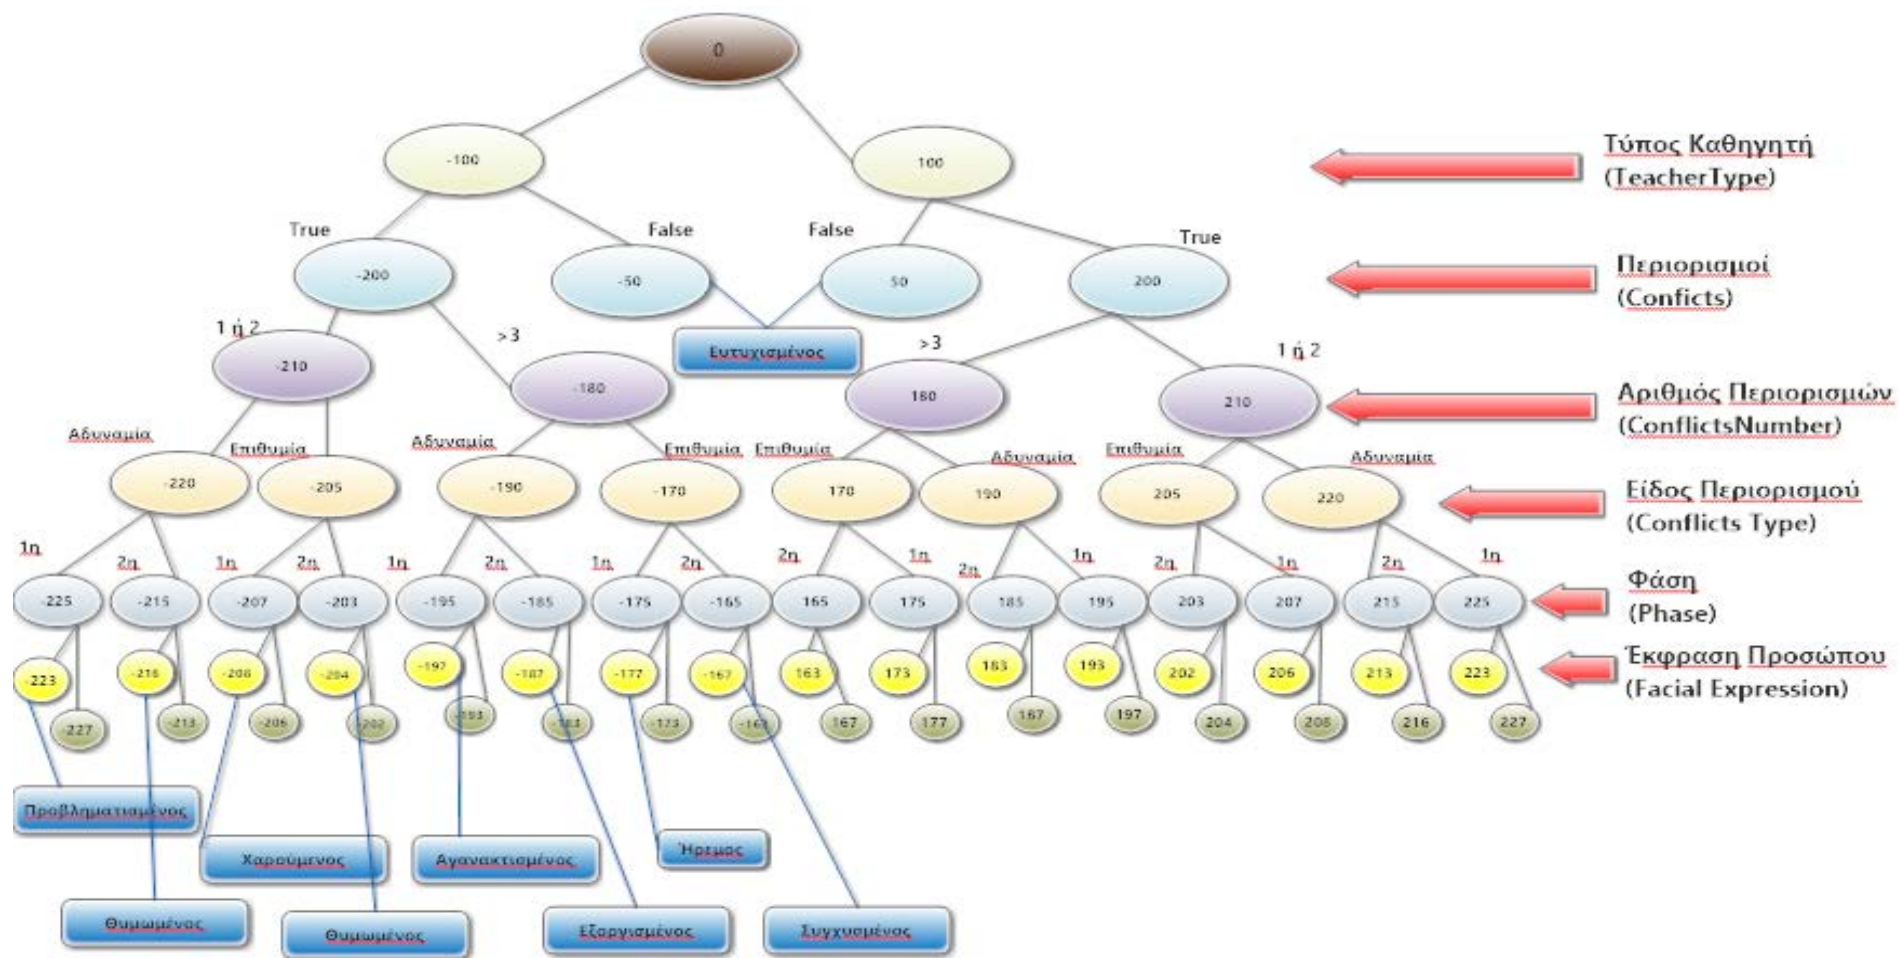 0
-100
100
Τύπος Καθηγητή
(TeacherType)
True
False
False
True
-200
-50
50
200
Περιορισμοί
(Conficts)
1 ή 2
>3
Ευτυχισμένος
>3
1 ή 2
-210
-180
180
210
Αριθμός Περιορισμών
(ConflictsNumber)
Αδυναμία
Επιθυμία
Αδυναμία
Επιθυμία
Επιθυμία
Αδυναμία
Επιθυμία
Αδυναμία
-220
-205
-190
-170
170
190
205
220
Είδος Περιορισμού
(Conflicts Type)
1η
2η
1η
2η
1η
2η
1η
2η
2η
1η
2η
1η
2η
1η
2η
1η
-225
-215
-207
-203
-195
-185
-175
-165
165
175
185
195
203
207
215
225
Φάση
(Phase)
-223
-216
-208
-204
-197
-187
-177
-167
163
173
183
193
202
206
213
223
Έκφραση Προσώπου
(Facial Expression)
-227
-213
-206
-202
-193
-183
-173
-163
167
177
187
197
204
208
216
227
Προβληματισμένος
Χαρούμενος
Αγανακτισμένος
Ήρεμος
Θυμωμένος
Θυμωμένος
Εξοργισμένος
Συγχυσμένος